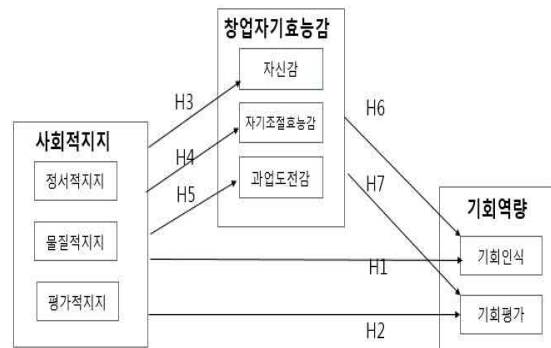 창업자기효능감
자신감
자기조절효능감
과업도전감
사회적지지
정서적지지
물질적지지
평가적지지
기회역량
기회인식
기회평가
H3
H4
H5
H6
H7
H1
H2